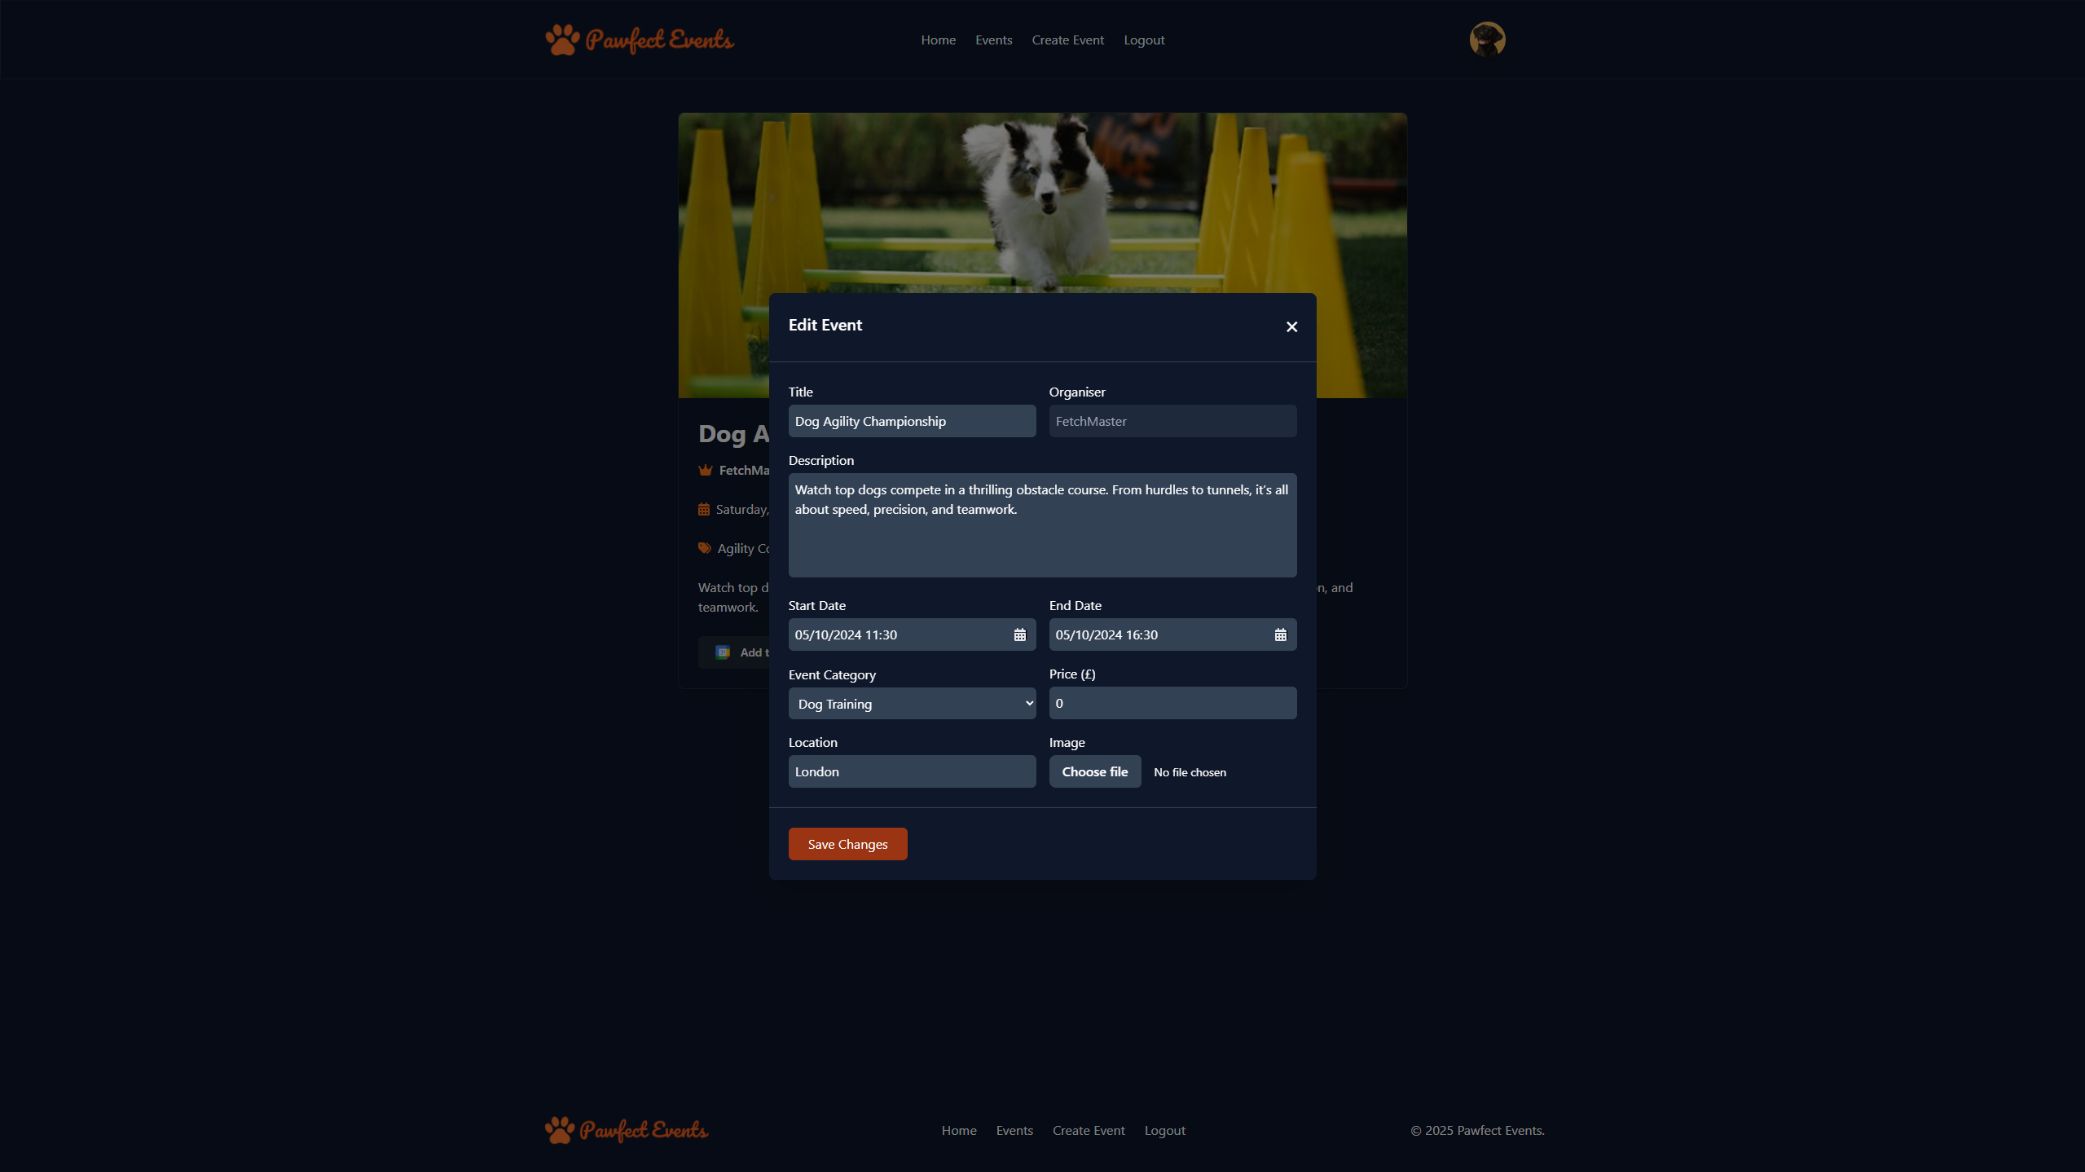 Pawfect Events
Home Events Create Event Logout
Edit Event
Title
Organiser
Dog Agility Championship
FetchMaster
Description
Watch top dogs compete in a thrilling obstacle course. From hurdles to tunnels, it's all
about speed, precision, and teamwork.
Start Date
End Date
05/10/2024 11:30
05/10/2024 16:30
Event Category
Price (£)
Dog Training
0
Location
Image
London
Choose file No file chosen
Save Changes
Dog A
FetchMa
Saturday,
Agility Co
Watch top d
n, and
teamwork.
Add t
Pawfect Events
Home Events Create Event Logout
© 2025 Pawfect Events.